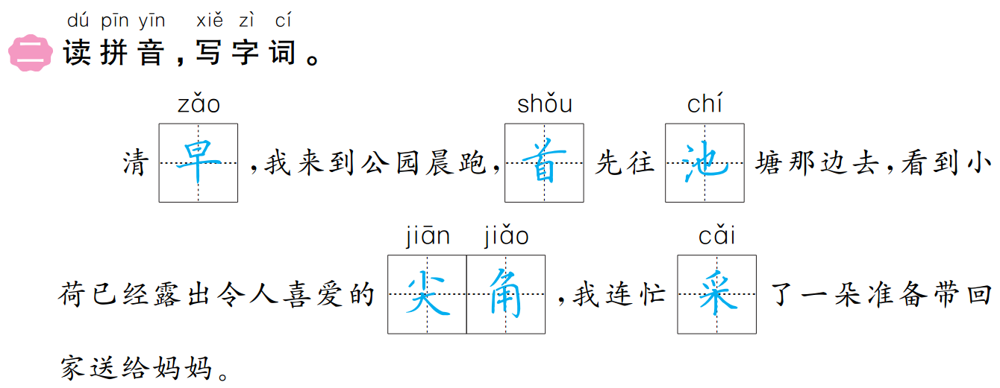 dú pīn yīn xiě zì cí
二 读拼音，写字词。
zǎo shǒu chí
清早，我来到公园晨跑，首先往池塘那边去，看到小
jiān jiǎo cǎi
荷已经露出令人喜爱的尖角，我连忙采了一朵准备带回
家送给妈妈。